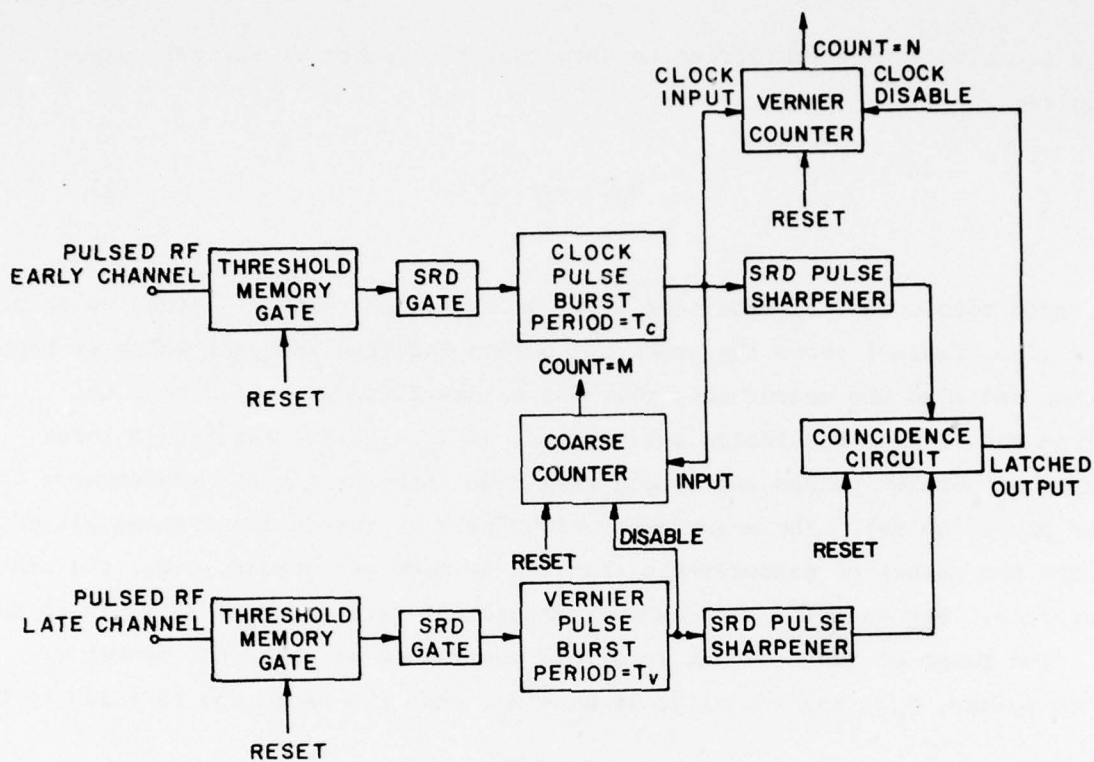 COUNT=N
CLOCK
INPUT
CLOCK
DISABLE
VERNIER
COUNTER
RESET
PULSED RF
EARLY CHANNEL
THRESHOLD
MEMORY
GATE
RESET
SRD
GATE
CLOCK
PULSE
BURST
PERIOD=T_C
SRD PULSE
SHARPENER
COUNT=M
COARSE
COUNTER
INPUT
RESET
DISABLE
COINCIDENCE
CIRCUIT
LATCHED
OUTPUT
RESET
PULSED RF
LATE CHANNEL
THRESHOLD
MEMORY
GATE
RESET
SRD
GATE
VERNIER
PULSE
BURST
PERIOD=T_V
SRD PULSE
SHARPENER